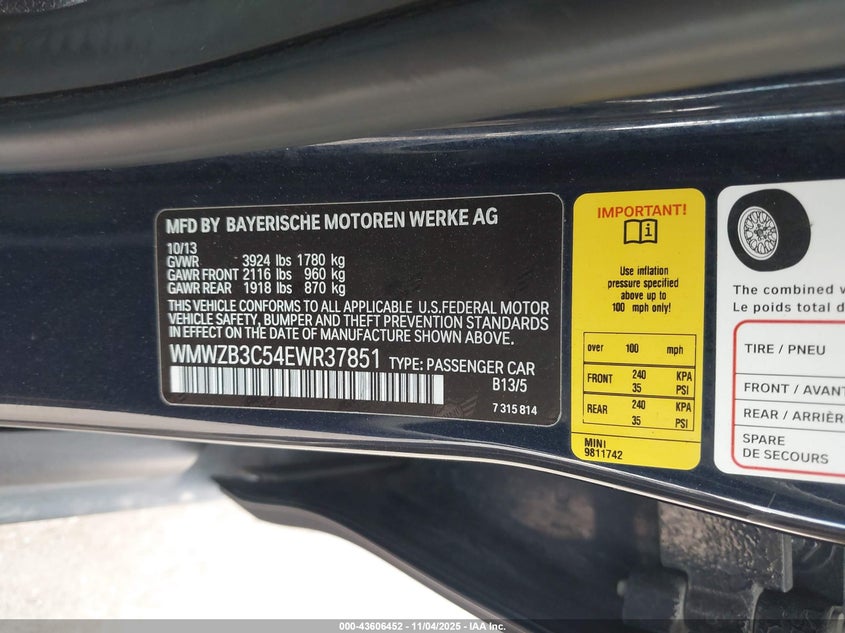 MFD BY BAYERISCHE MOTOREN WERKE AG
10/13
GVWR 3924 lbs 1780 kg
GAWR FRONT 2116 lbs 960 kg
GAWR REAR 1918 lbs 870 kg
THIS VEHICLE CONFORMS TO ALL APPLICABLE U.S.FEDERAL MOTOR
VEHICLE SAFETY, BUMPER AND THEFT PREVENTION STANDARDS
IN EFFECT ON THE DATE OF MANUFACTURE SHOWN ABOVE.
WMWZB3C54EWR37851 TYPE: PASSENGER CAR
B13/5
7 315 814
IMPORTANT!
Use inflation
pressure specified
above up to
100 mph only!
over 100 mph
FRONT 240 KPA
35 PSI
REAR 240 KPA
35 PSI
MINI
9811742
The combined
Le poids total d
TIRE / PNEU
FRONT / AVANT
REAR / ARRIÈRE
SPARE
DE SECOURS
000-43606452 - 11/04/2025 - IAA Inc.